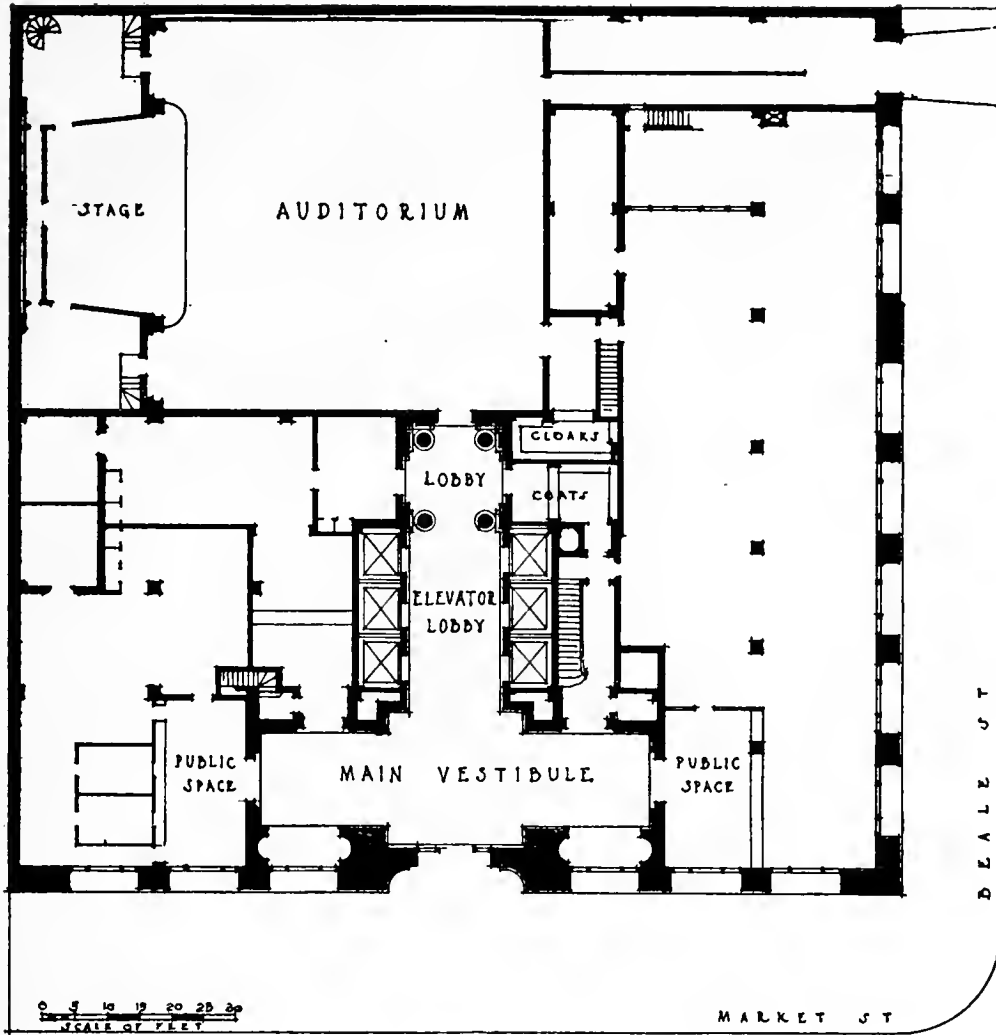 STAGE
AUDITORIUM
CLOAKS
LOBBY
COATS
ELEVATOR
LOBBY
PUBLIC
SPACE
MAIN VESTIBULE
PUBLIC
SPACE
BEALE ST
0 5 10 15 20 25 30
SCALE OF FEET
MARKET ST